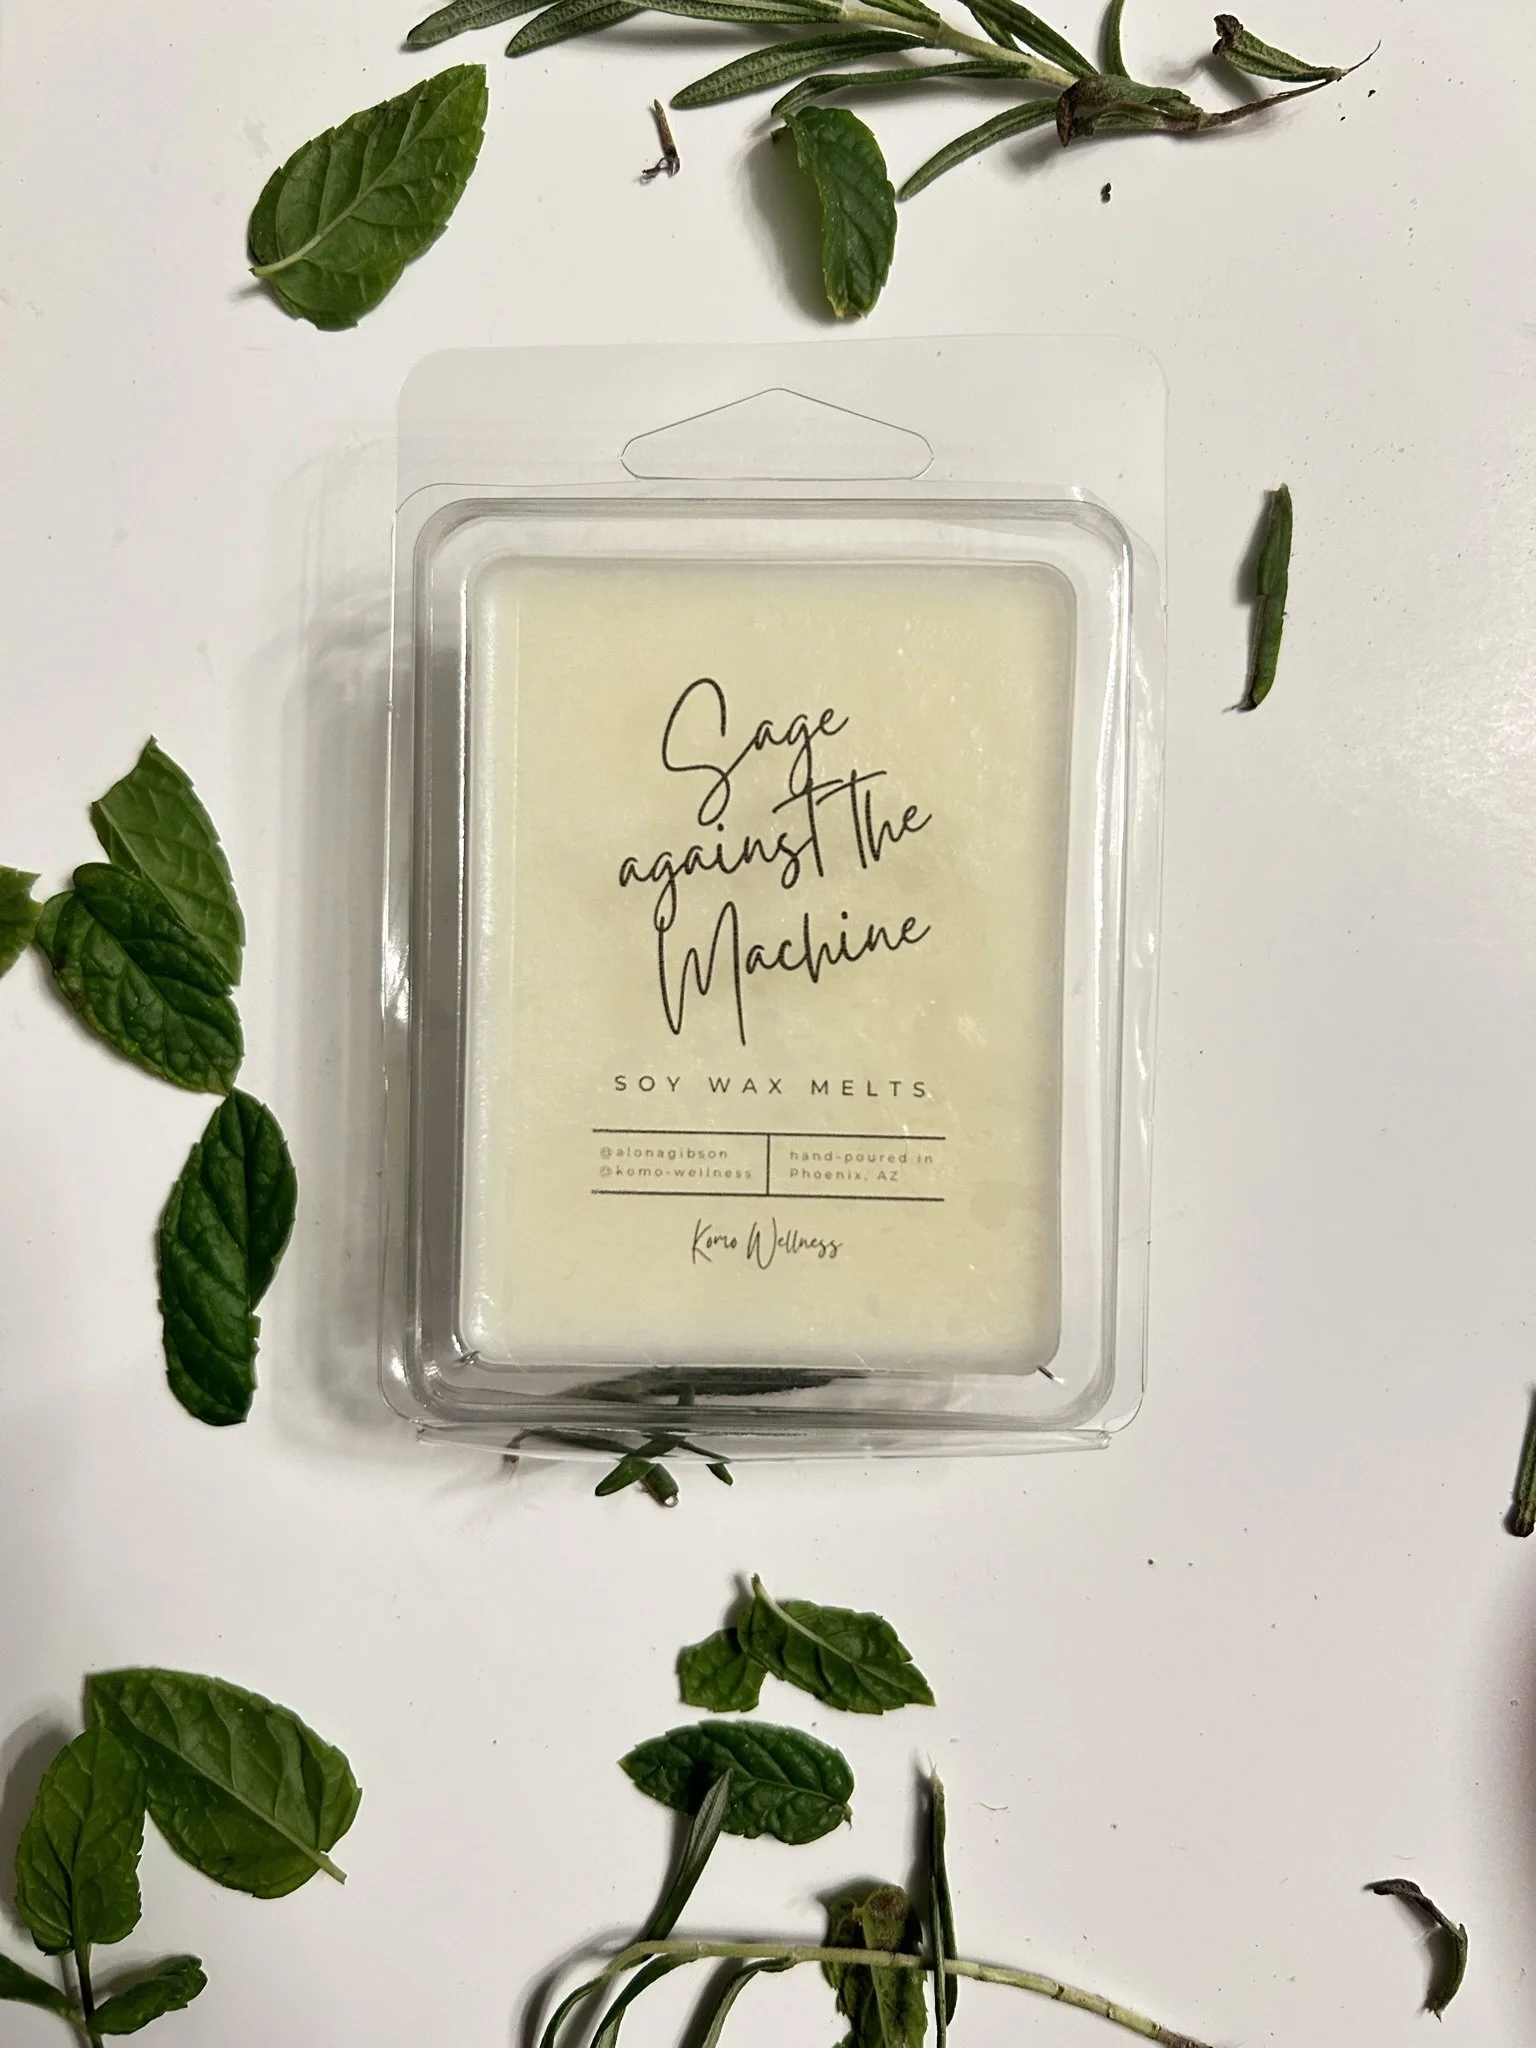 Sage
against the
Machine
SOY WAX MELTS
@alonagibson
@komo-wellness
hand-poured in
Phoenix, AZ
Komo Wellness